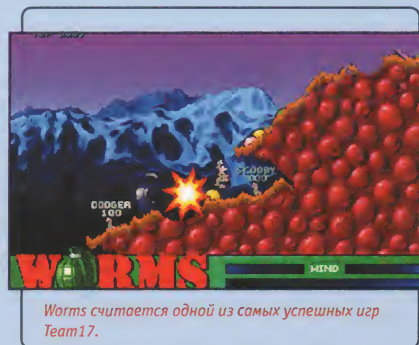 SCOOBY
100
DODGER
100
WORMS
WIND
Worms считается одной из самых успешных игр
Team17.